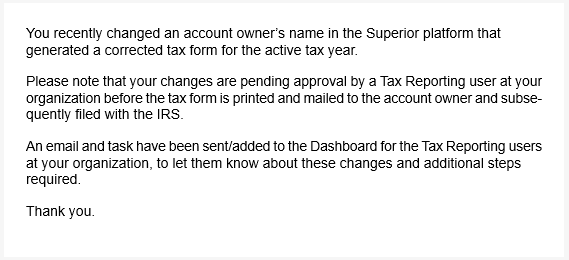 You recently changed an account owner’s name in the Superior platform that
generated a corrected tax form for the active tax year.
Please note that your changes are pending approval by a Tax Reporting user at your
organization before the tax form is printed and mailed to the account owner and subse-
quently filed with the IRS.
An email and task have been sent/added to the Dashboard for the Tax Reporting users
at your organization, to let them know about these changes and additional steps
required.
Thank you.